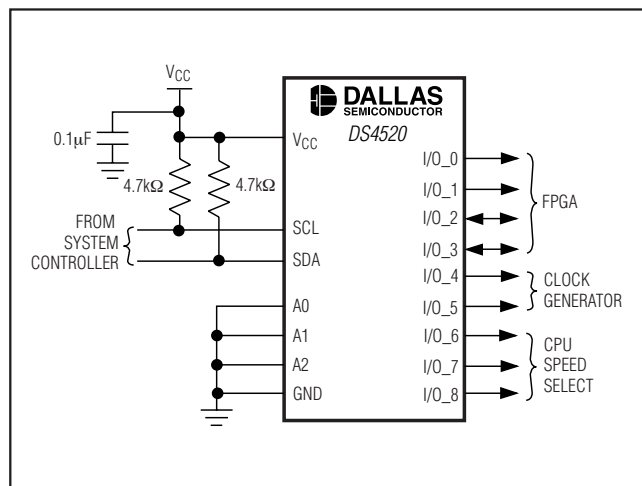 VCC
0.1µF
4.7kΩ
4.7kΩ
FROM
SYSTEM
CONTROLLER
DALLAS
SEMICONDUCTOR
DS4520
VCC
SCL
SDA
A0
A1
A2
GND
I/O_0
I/O_1
I/O_2
I/O_3
I/O_4
I/O_5
I/O_6
I/O_7
I/O_8
FPGA
CLOCK
GENERATOR
CPU
SPEED
SELECT